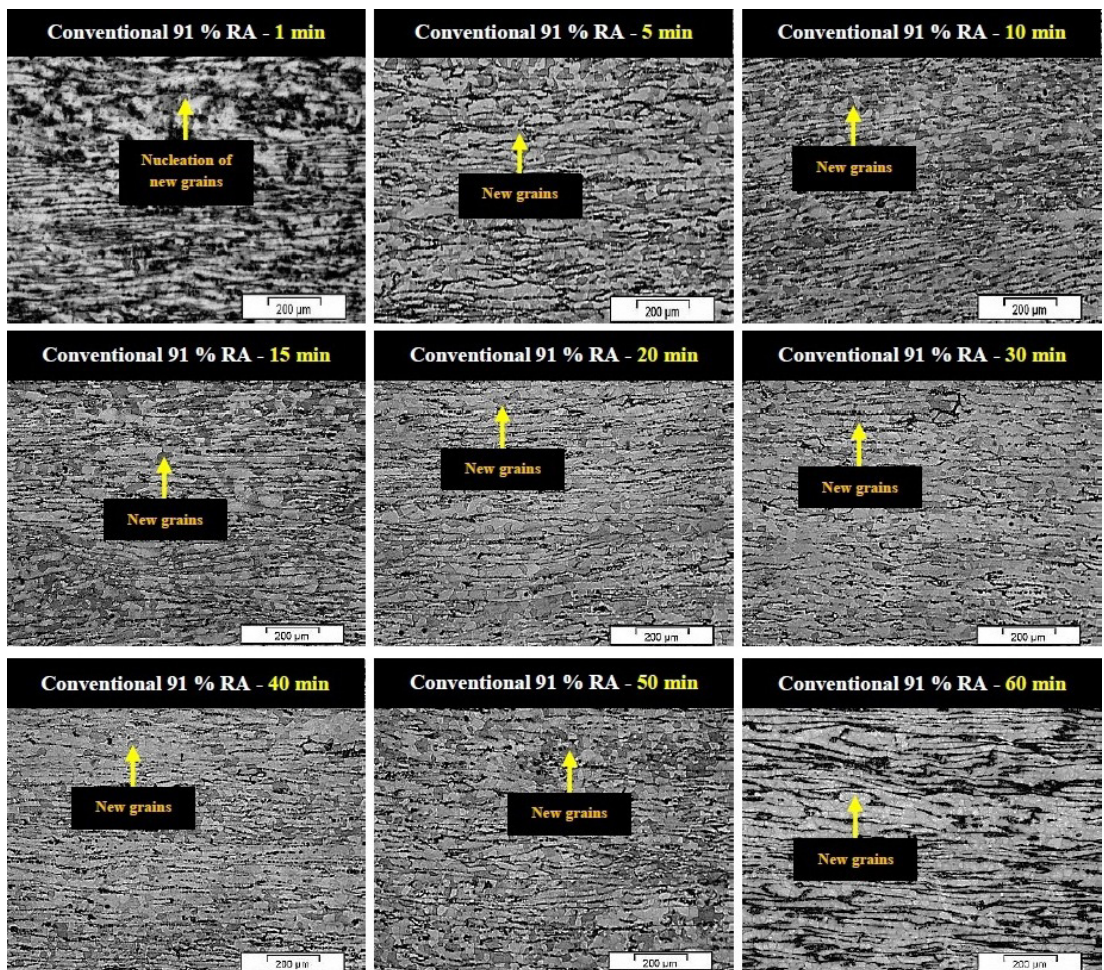 Conventional 91 % RA - 1 min
Nucleation of
new grains
200 µm
Conventional 91 % RA - 5 min
New grains
200 µm
Conventional 91 % RA - 10 min
New grains
200 µm
Conventional 91 % RA - 15 min
New grains
200 µm
Conventional 91 % RA - 20 min
New grains
200 µm
Conventional 91 % RA - 30 min
New grains
200 µm
Conventional 91 % RA - 40 min
New grains
200 µm
Conventional 91 % RA - 50 min
New grains
200 µm
Conventional 91 % RA - 60 min
New grains
200 µm